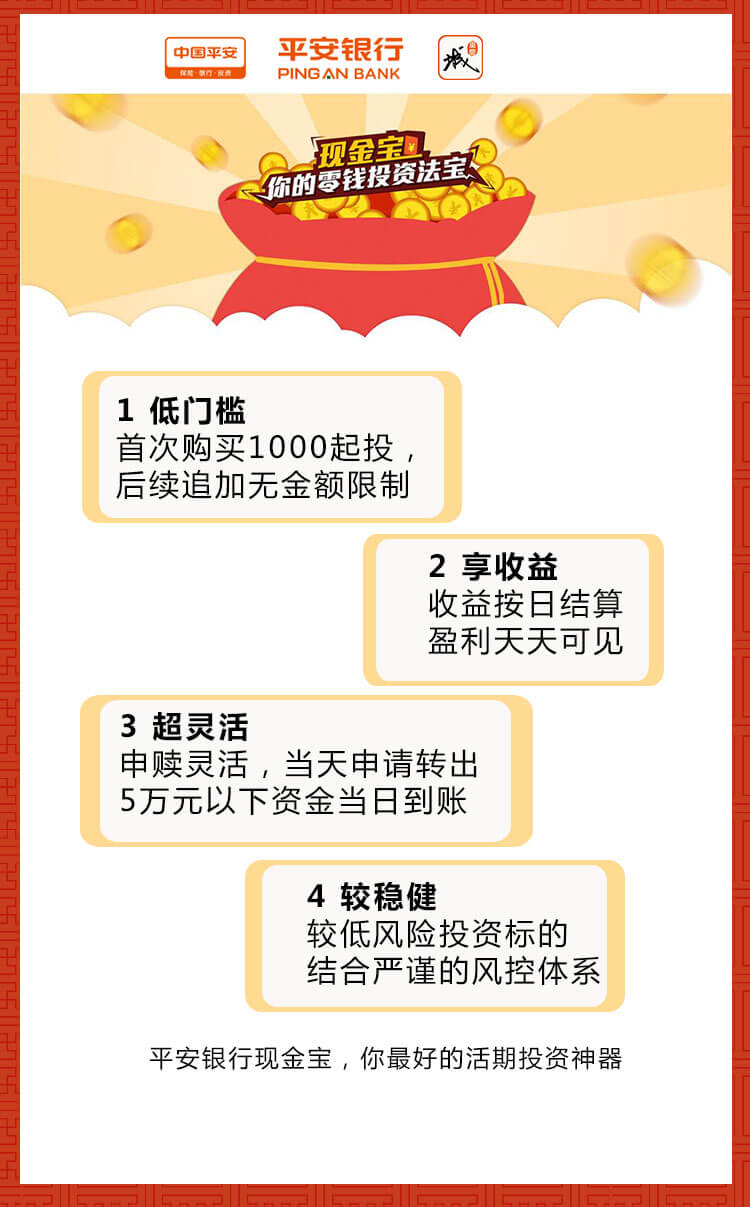 中国平安
保险·银行·投资
平安银行
PINGAN BANK
现金宝
你的零钱投资法宝
1 低门槛
首次购买1000起投，
后续追加无金额限制
2 享收益
收益按日结算
盈利天天可见
3 超灵活
申赎灵活，当天申请转出
5万元以下资金当日到账
4 较稳健
较低风险投资标的
结合严谨的风控体系
平安银行现金宝，你最好的活期投资神器